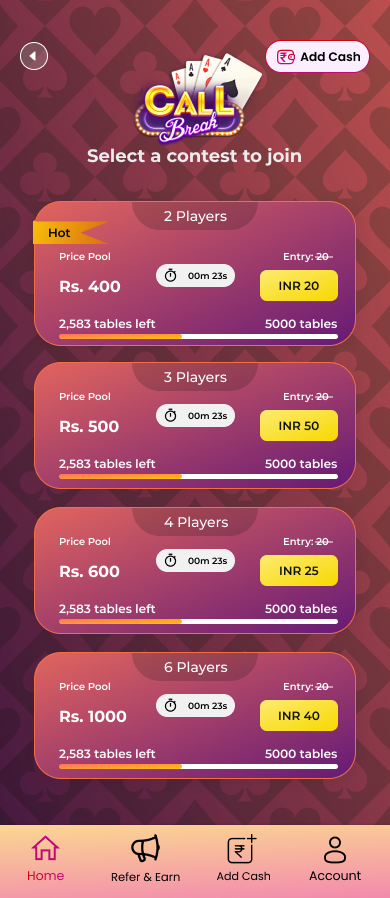 Add Cash
CALL
Break
Select a contest to join
2 Players
Hot
Price Pool
Entry: 20
00m 23s
Rs. 400
INR 20
2,583 tables left
5000 tables
3 Players
Price Pool
Entry: 20
00m 23s
Rs. 500
INR 50
2,583 tables left
5000 tables
4 Players
Price Pool
Entry: 20
00m 23s
Rs. 600
INR 25
2,583 tables left
5000 tables
6 Players
Price Pool
Entry: 20
00m 23s
Rs. 1000
INR 40
2,583 tables left
5000 tables
Home
Refer & Earn
Add Cash
Account